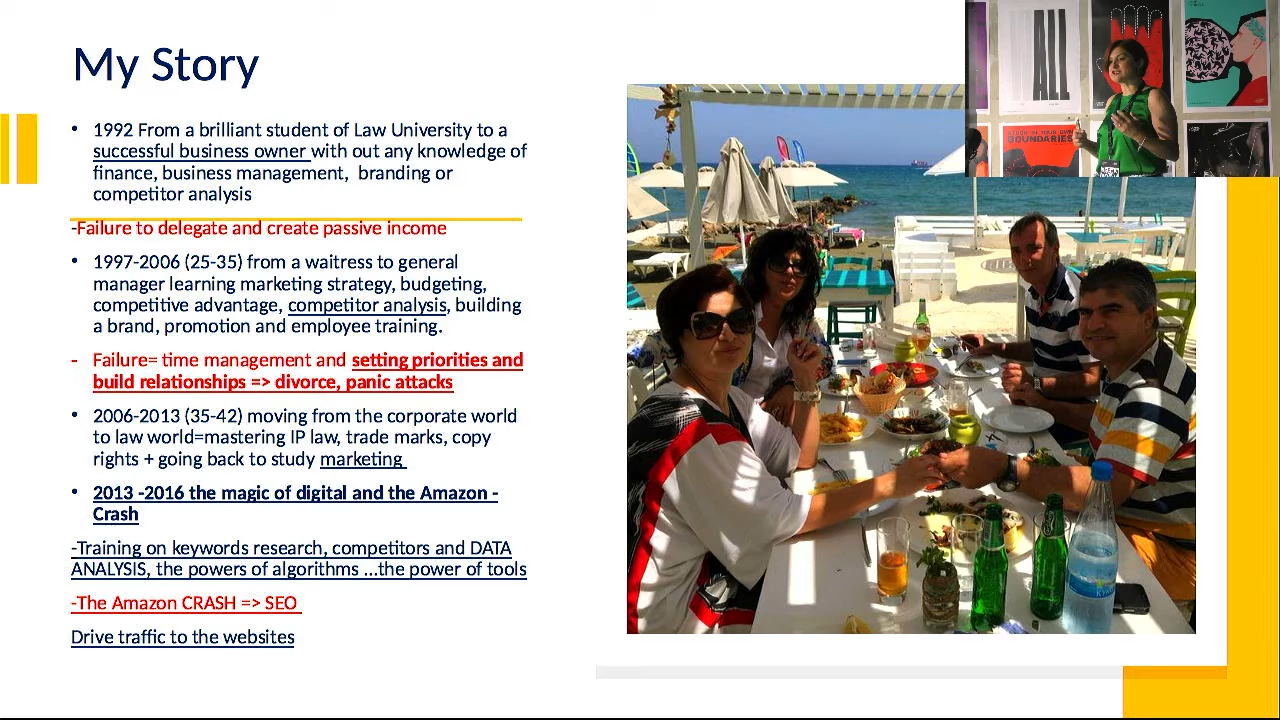 My Story
• 1992 From a brilliant student of Law University to a
successful business owner with out any knowledge of
finance, business management, branding or
competitor analysis
-Failure to delegate and create passive income
• 1997-2006 (25-35) from a waitress to general
manager learning marketing strategy, budgeting,
competitive advantage, competitor analysis, building
a brand, promotion and employee training.
- Failure= time management and setting priorities and
build relationships => divorce, panic attacks
• 2006-2013 (35-42) moving from the corporate world
to law world=mastering IP law, trade marks, copy
rights + going back to study marketing
• 2013 -2016 the magic of digital and the Amazon -
Crash
-Training on keywords research, competitors and DATA
ANALYSIS, the powers of algorithms ...the power of tools
-The Amazon CRASH => SEO
Drive traffic to the websites
ALL
BOUNDARIES